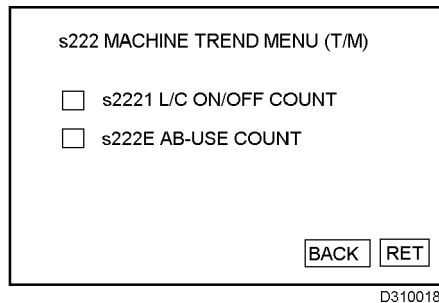 s222 MACHINE TREND MENU (T/M)
s2221 L/C ON/OFF COUNT
s222E AB-USE COUNT
BACK RET
D310018